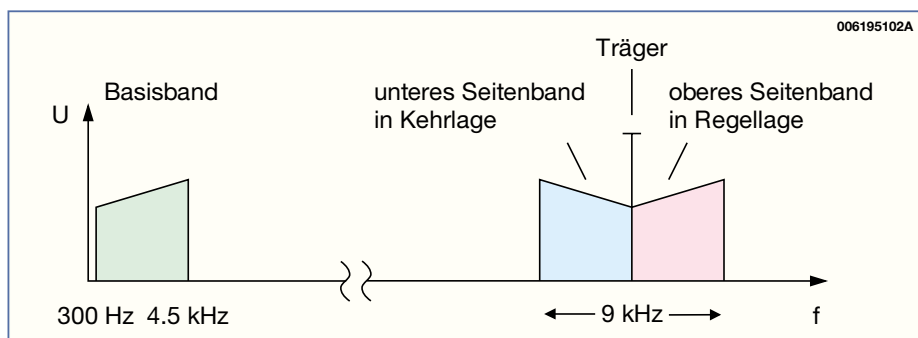 006195102A
Träger
Basisband
unteres Seitenband
in Kehrlage
oberes Seitenband
in Regellage
U
300 Hz 4.5 kHz
9 kHz
f